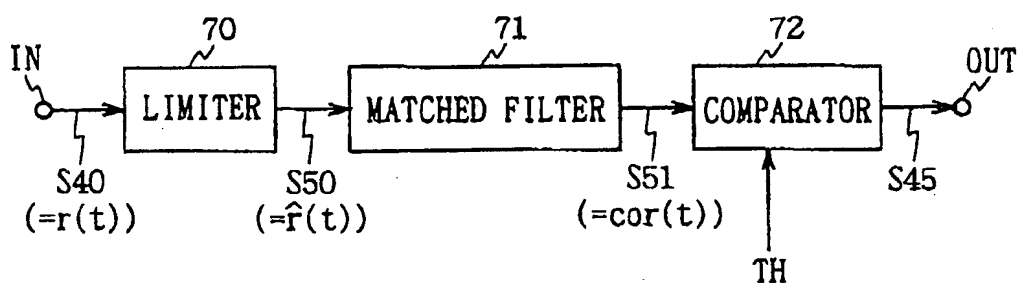 70
71
72
IN
OUT
LIMITER
MATCHED FILTER
COMPARATOR
S40
(=r(t))
S50
(=r̂(t))
S51
(=cor(t))
S45
TH